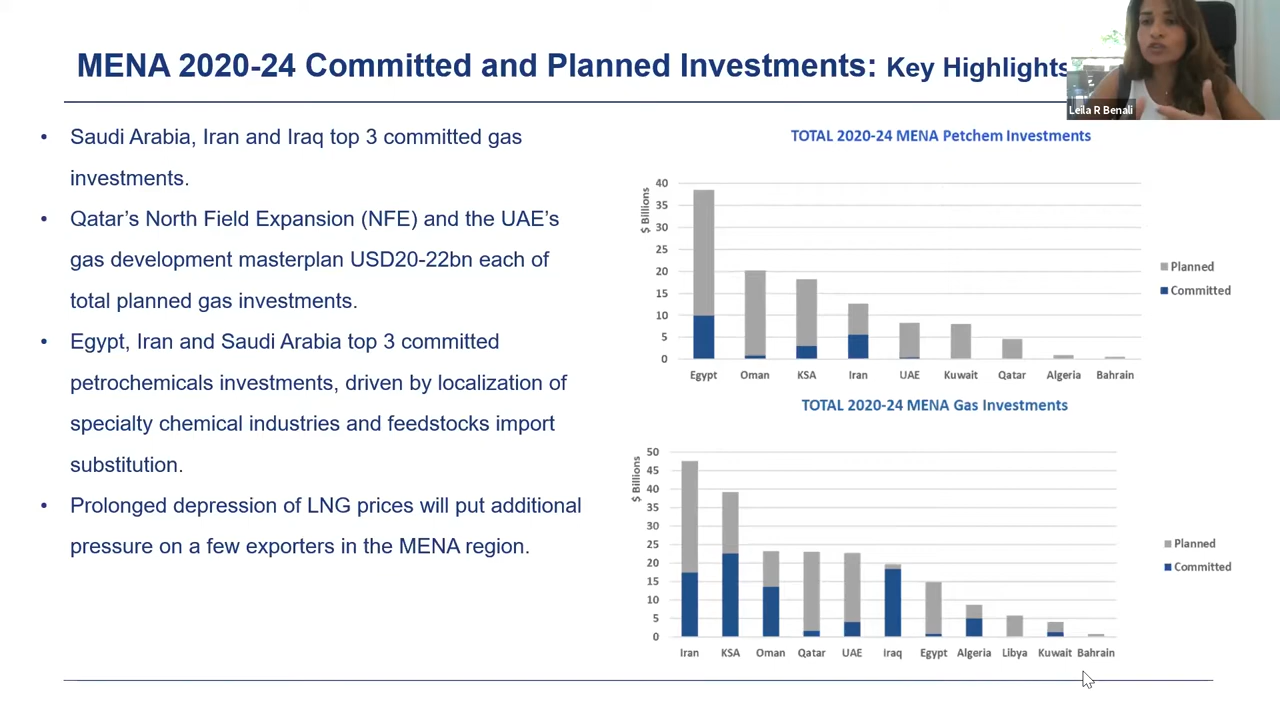 MENA 2020-24 Committed and Planned Investments: Key Highlights
Leila R Benali
• Saudi Arabia, Iran and Iraq top 3 committed gas
investments.
• Qatar’s North Field Expansion (NFE) and the UAE’s
gas development masterplan USD20-22bn each of
total planned gas investments.
• Egypt, Iran and Saudi Arabia top 3 committed
petrochemicals investments, driven by localization of
specialty chemical industries and feedstocks import
substitution.
• Prolonged depression of LNG prices will put additional
pressure on a few exporters in the MENA region.
TOTAL 2020-24 MENA Petchem Investments
$ Billions
40
35
30
25
20
15
10
5
0
Egypt Oman KSA Iran UAE Kuwait Qatar Algeria Bahrain
Planned
Committed
TOTAL 2020-24 MENA Gas Investments
$ Billions
50
45
40
35
30
25
20
15
10
5
0
Iran KSA Oman Qatar UAE Iraq Egypt Algeria Libya Kuwait Bahrain
Planned
Committed